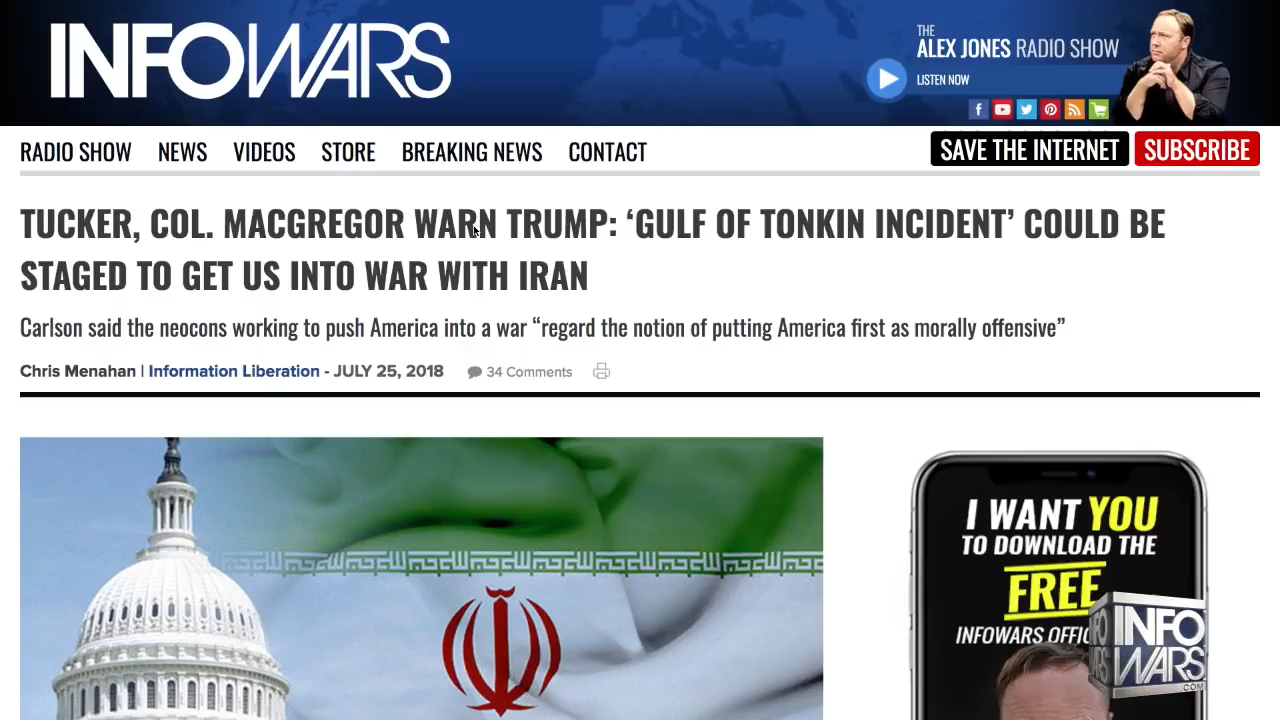 INFOWARS
THE
ALEX JONES RADIO SHOW
LISTEN NOW
RADIO SHOW NEWS VIDEOS STORE BREAKING NEWS CONTACT
SAVE THE INTERNET SUBSCRIBE
TUCKER, COL. MACGREGOR WARN TRUMP: ‘GULF OF TONKIN INCIDENT’ COULD BE
STAGED TO GET US INTO WAR WITH IRAN
Carlson said the neocons working to push America into a war “regard the notion of putting America first as morally offensive”
Chris Menahan | Information Liberation - JULY 25, 2018 34 Comments
I WANT YOU
TO DOWNLOAD THE
FREE
INFOWARS
INFO
WARS
.COM